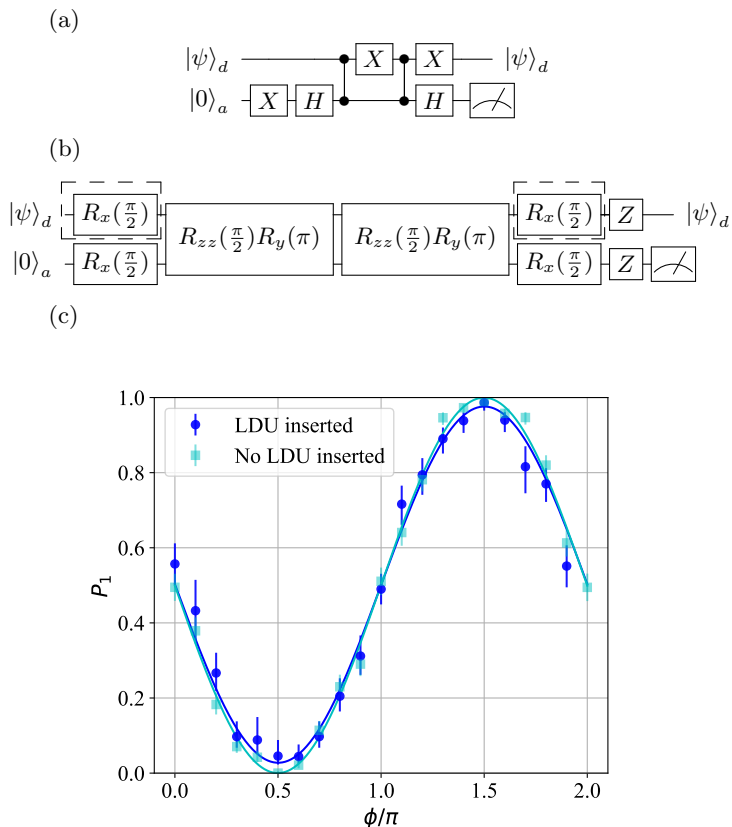 (a)
|ψ⟩d X X |ψ⟩d
|0⟩a X H H
(b)
|ψ⟩d Rx(π/2) Rzz(π/2)Ry(π) Rzz(π/2)Ry(π) Rx(π/2) Z |ψ⟩d
|0⟩a Rx(π/2) Rx(π/2) Z
(c)
1.0
LDU inserted
No LDU inserted
0.8
0.6
P1
0.4
0.2
0.0
0.0 0.5 1.0 1.5 2.0
ϕ/π